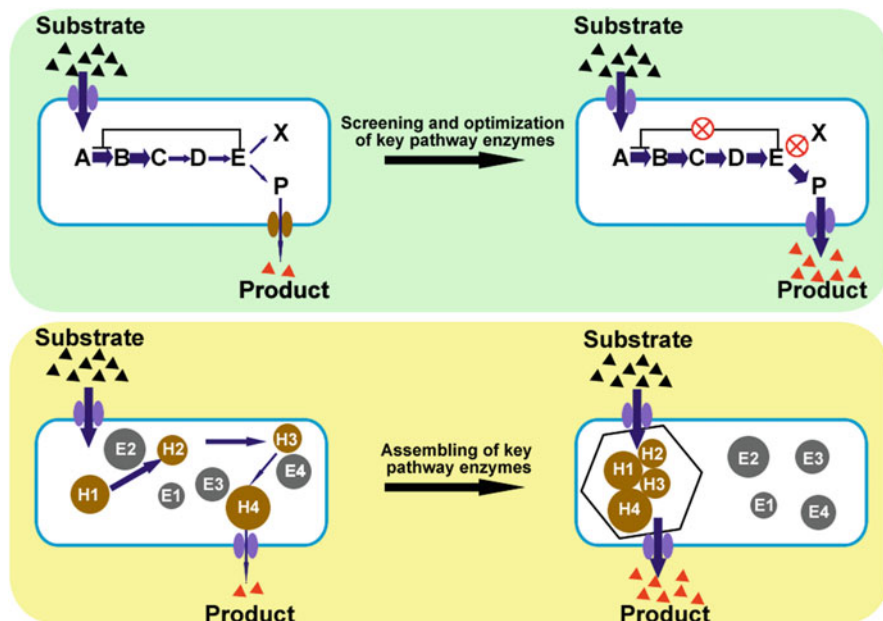 Substrate
A B C D E
X
P
Product
Screening and optimization
of key pathway enzymes
Substrate
A B C D E
X
P
Product
Substrate
E2
H2
H3
H1
E1
E3
E4
H4
Product
Assembling of key
pathway enzymes
Substrate
H1
H2
H3
H4
E2
E3
E1
E4
Product